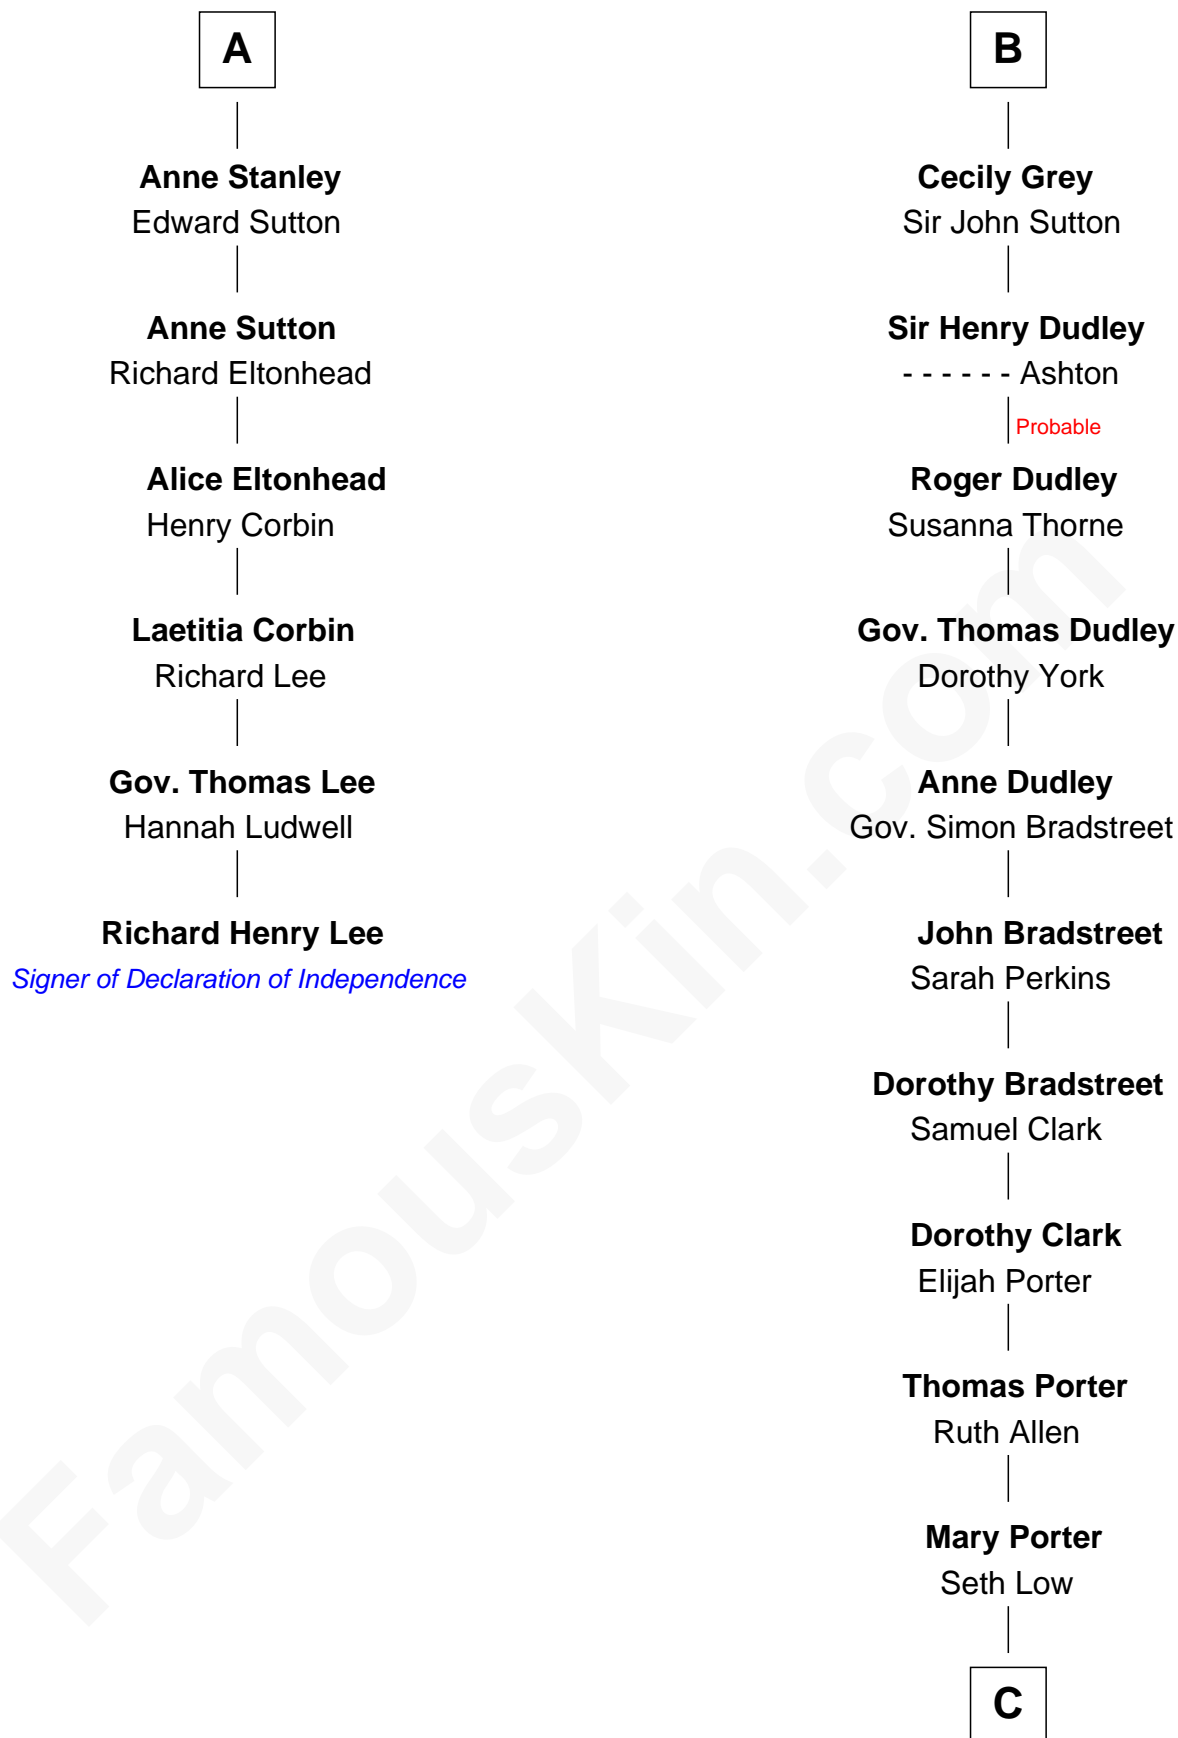 A
Anne Stanley
Edward Sutton
Anne Sutton
Richard Eltonhead
Alice Eltonhead
Henry Corbin
Laetitia Corbin
Richard Lee
Gov. Thomas Lee
Hannah Ludwell
Richard Henry Lee
Signer of Declaration of Independence
B
Cecily Grey
Sir John Sutton
Sir Henry Dudley
- - - - - - Ashton
Probable
Roger Dudley
Susanna Thorne
Gov. Thomas Dudley
Dorothy York
Anne Dudley
Gov. Simon Bradstreet
John Bradstreet
Sarah Perkins
Dorothy Bradstreet
Samuel Clark
Dorothy Clark
Elijah Porter
Thomas Porter
Ruth Allen
Mary Porter
Seth Low
C
FamousKin.com